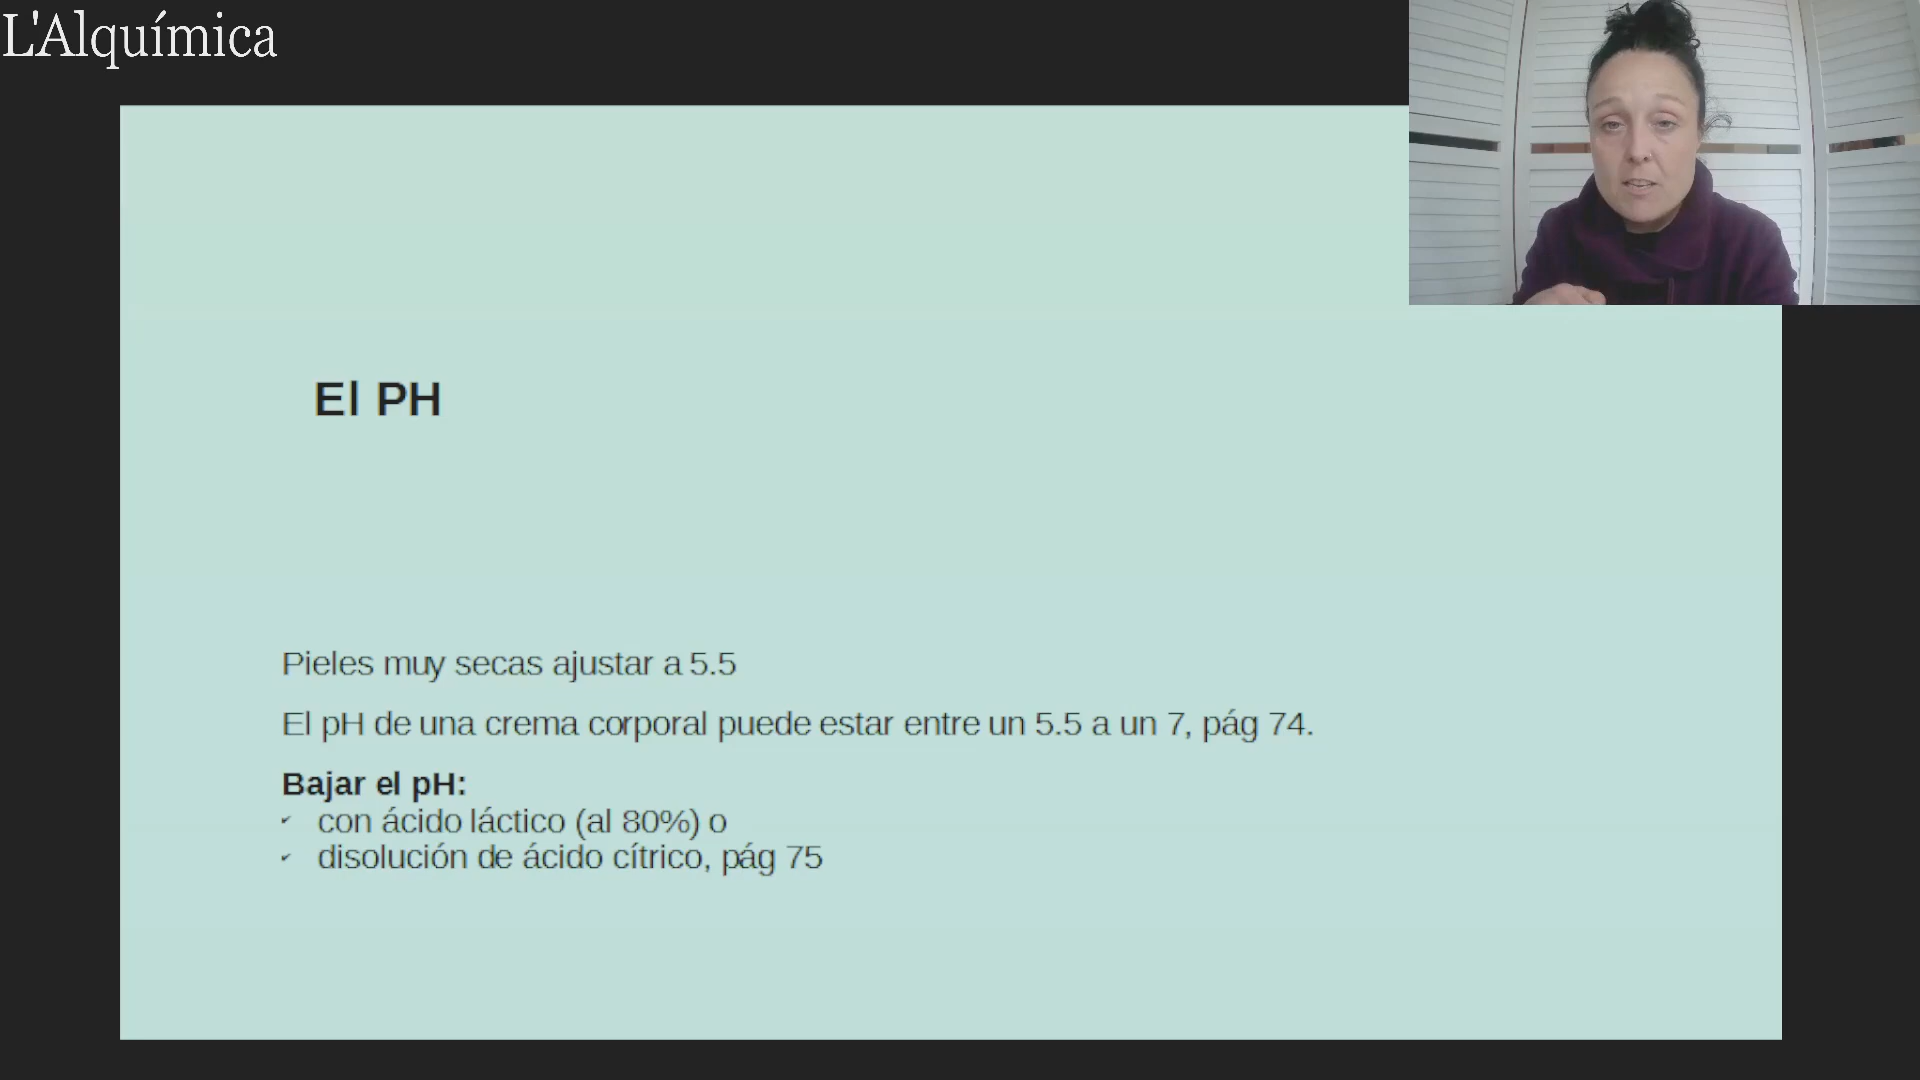 L'Alquímica
El PH
Pieles muy secas ajustar a 5.5
El pH de una crema corporal puede estar entre un 5.5 a un 7, pág 74.
Bajar el pH:
✓ con ácido láctico (al 80%) o
✓ disolución de ácido cítrico, pág 75